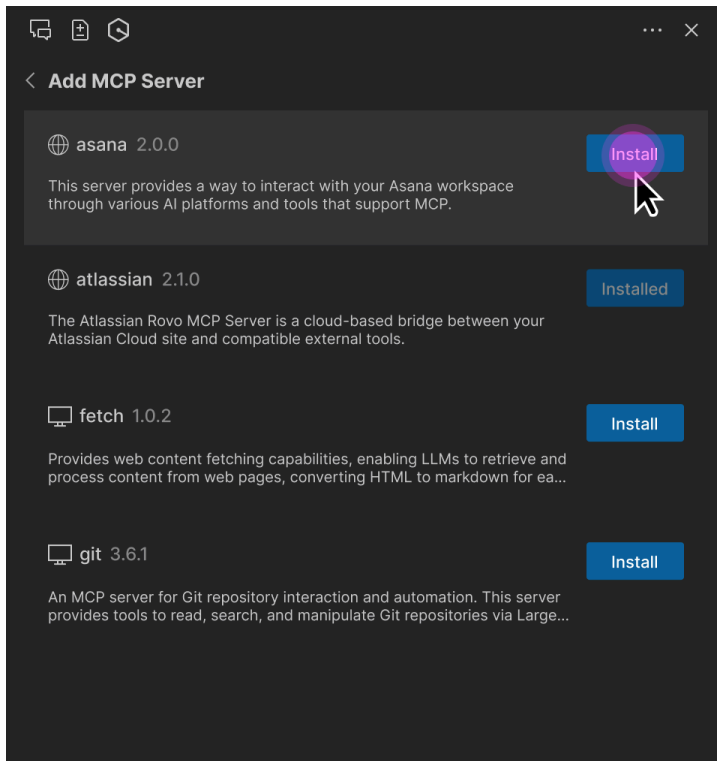 Add MCP Server
asana 2.0.0
Install
This server provides a way to interact with your Asana workspace
through various AI platforms and tools that support MCP.
atlassian 2.1.0
Installed
The Atlassian Rovo MCP Server is a cloud-based bridge between your
Atlassian Cloud site and compatible external tools.
fetch 1.0.2
Install
Provides web content fetching capabilities, enabling LLMs to retrieve and
process content from web pages, converting HTML to markdown for ea...
git 3.6.1
Install
An MCP server for Git repository interaction and automation. This server
provides tools to read, search, and manipulate Git repositories via Large...